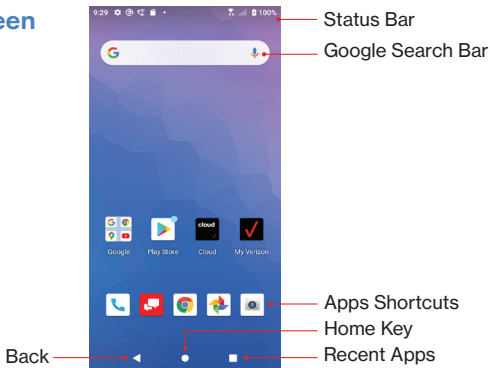 een
9:29 100%
Status Bar
G
Google Search Bar
cloud
Google Play Store Cloud My Verizon
Apps Shortcuts
Home Key
Back
Recent Apps